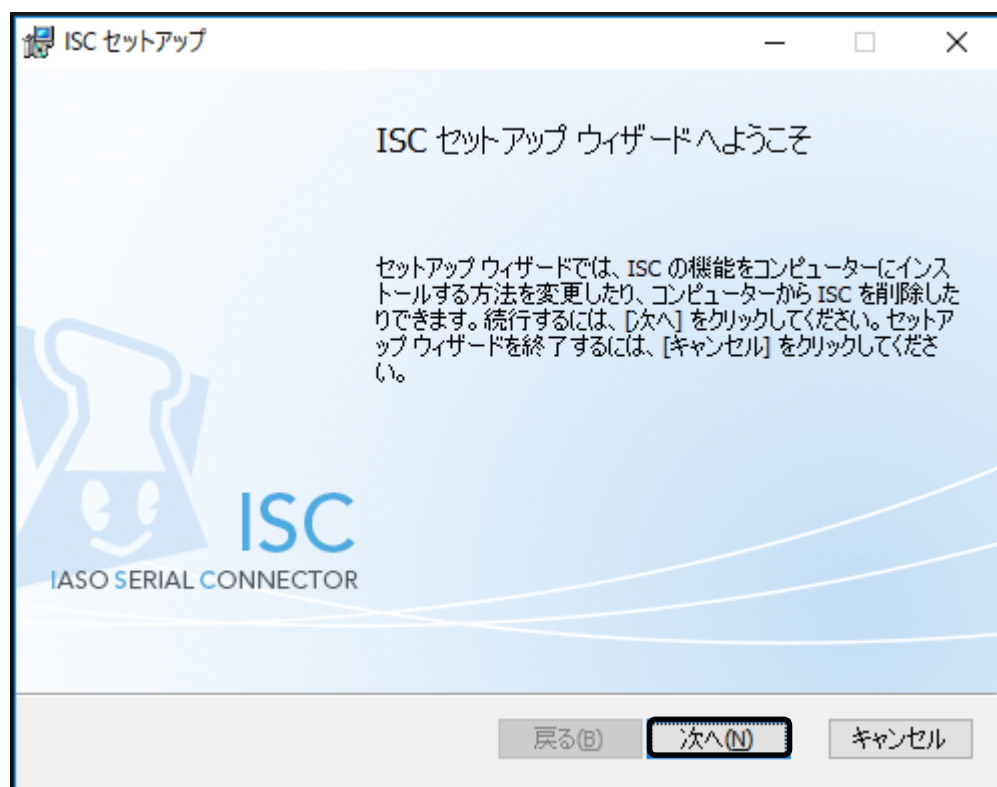 ISC セットアップ
ISC セットアップ ウィザードへようこそ
セットアップ ウィザードでは、ISC の機能をコンピューターにインス
トールする方法を変更したり、コンピューターから ISC を削除した
りできます。続行するには、[次へ] をクリックしてください。セットア
ップ ウィザードを終了するには、[キャンセル] をクリックしてくださ
い。
ISC
IASO SERIAL CONNECTOR
戻る(B) 次へ(N) キャンセル